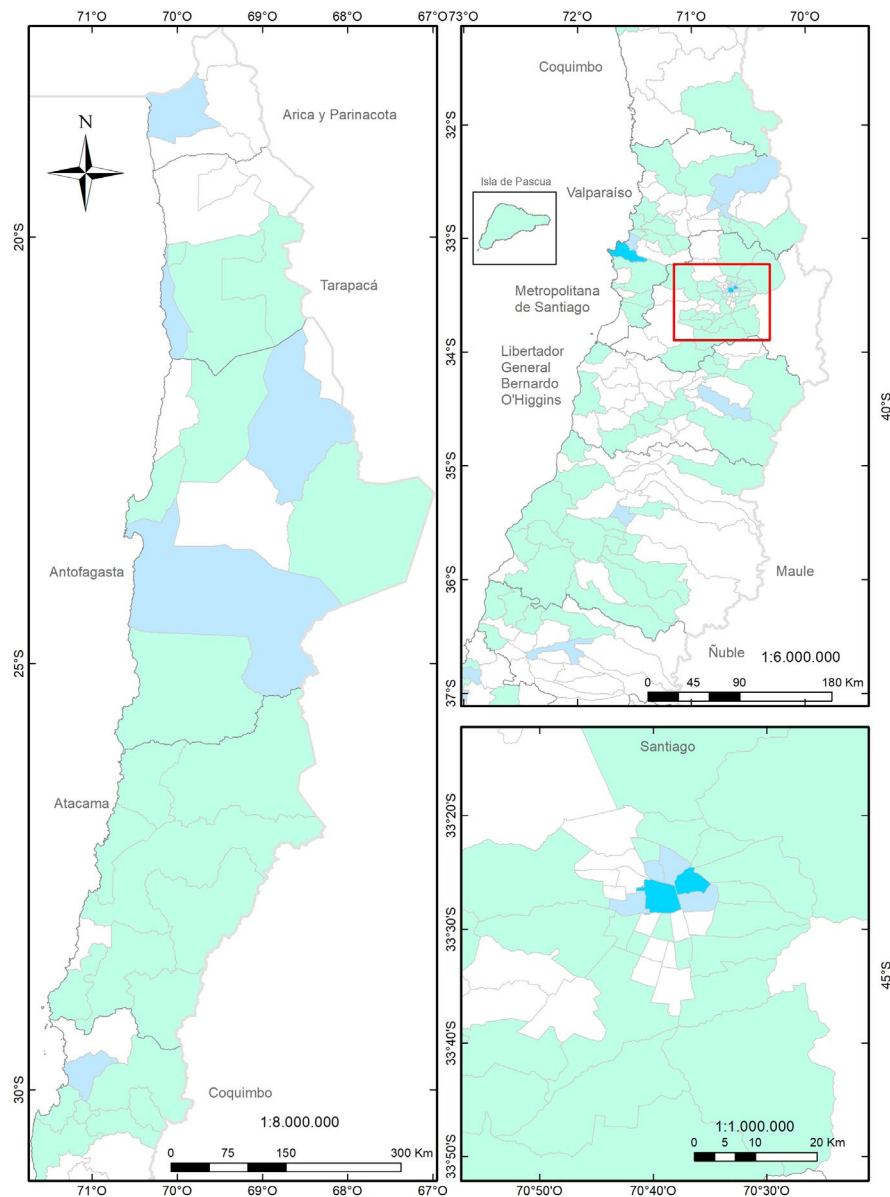 71°O 70°O 69°O 68°O 67°O
N
Arica y Parinacota
20°S
Tarapacá
Antofagasta
25°S
Atacama
Coquimbo
30°S
1:8.000.000
0 75 150 300 Km
71°O 70°O 69°O 68°O 67°O
73°O 72°O 71°O 70°O
Coquimbo
32°S
Isla de Pascua
Valparaíso
33°S
Metropolitana
de Santiago
34°S
Libertador
General
Bernardo
O'Higgins
40°S
35°S
Maule
36°S
Ñuble
1:6.000.000
0 45 90 180 Km
37°S
Santiago
33°20'S
33°30'S
45°S
33°40'S
1:1.000.000
0 5 10 20 Km
33°50'S
70°50'O 70°40'O 70°30'O